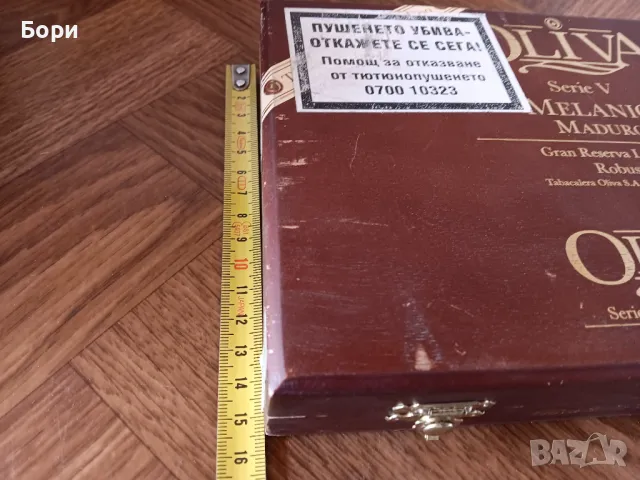 Бори
ПУШЕНЕТО УБИВА-
ОТКАЖЕТЕ СЕ СЕГА!
Помощ за отказване
от тютюнопушенето
0700 10323
OLIVA
Serie V
MELANIO
MADURO
Gran Reserva L
Robus
Tabacalera Oliva S.A.
OL
Serie
2
3
4
5
6
7
8
9
10
11
12
13
14
15
16
JAPAN
BAZAR